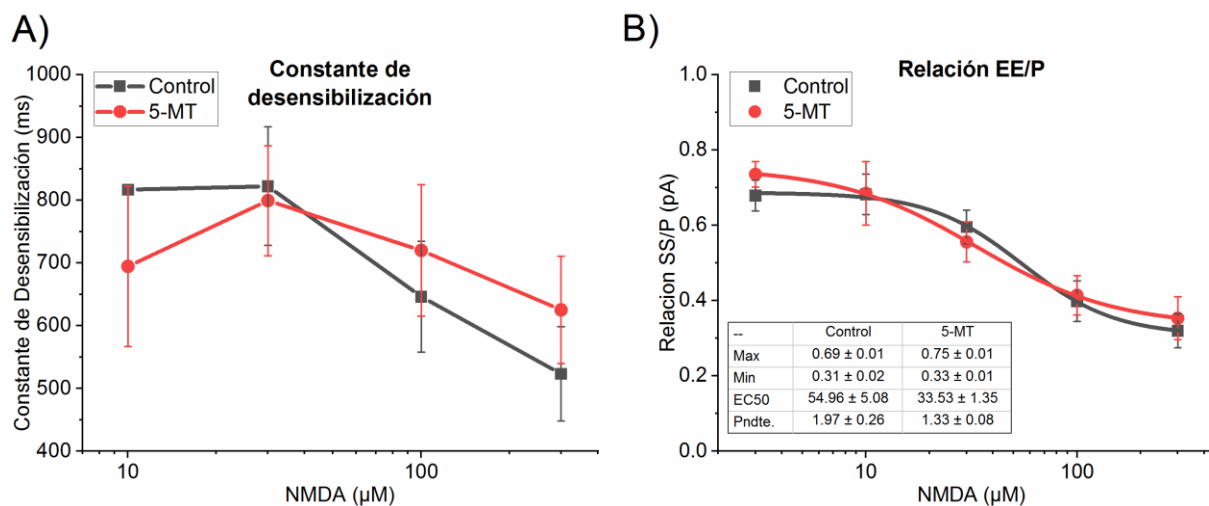 A)
Constante de
desensibilización
Control
5-MT
Constante de Desensibilización (ms)
1000
900
800
700
600
500
400
10
100
NMDA (µM)
B)
Relación EE/P
Control
5-MT
Relacion SS/P (pA)
1.0
0.8
0.6
0.4
0.2
0.0
-- Control 5-MT
Max 0.69 ± 0.01 0.75 ± 0.01
Min 0.31 ± 0.02 0.33 ± 0.01
EC50 54.96 ± 5.08 33.53 ± 1.35
Pndte. 1.97 ± 0.26 1.33 ± 0.08
10
100
NMDA (µM)